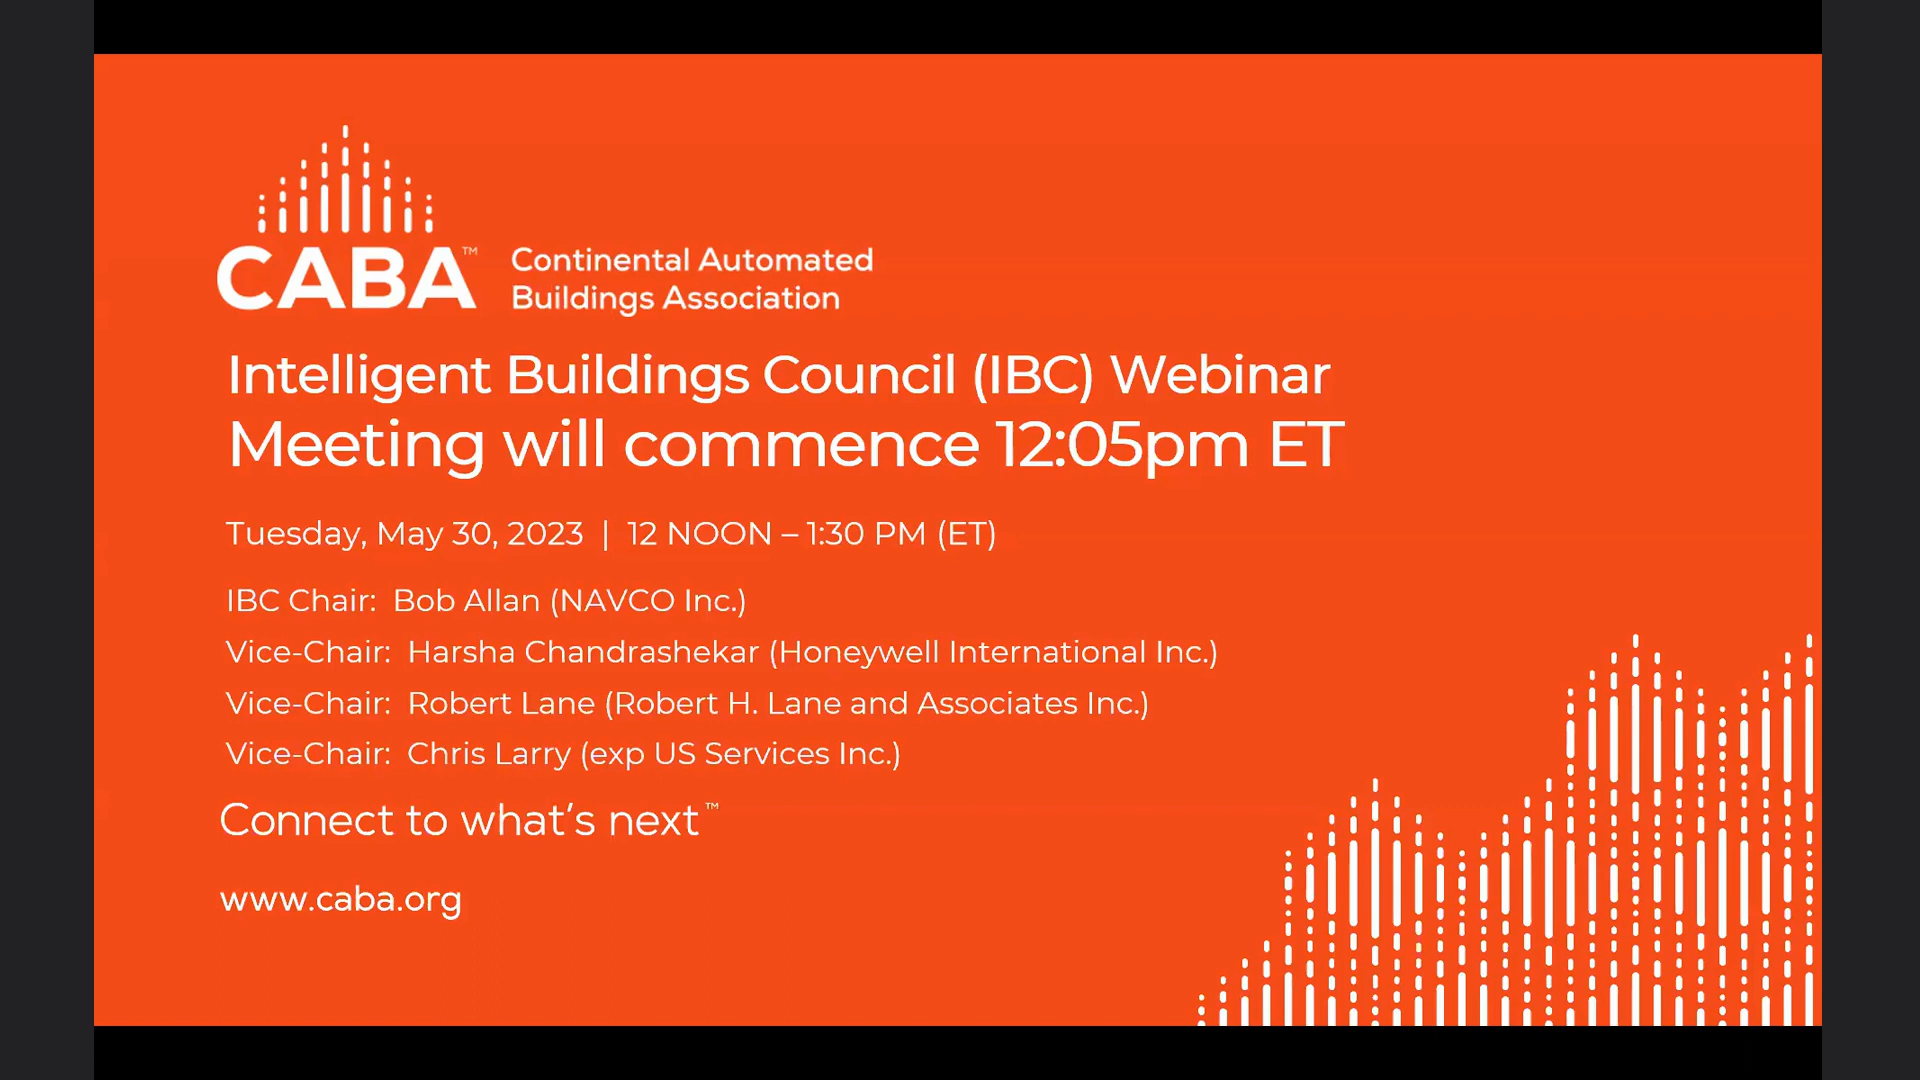 CABA™
Continental Automated
Buildings Association
Intelligent Buildings Council (IBC) Webinar
Meeting will commence 12:05pm ET
Tuesday, May 30, 2023 | 12 NOON – 1:30 PM (ET)
IBC Chair: Bob Allan (NAVCO Inc.)
Vice-Chair: Harsha Chandrashekar (Honeywell International Inc.)
Vice-Chair: Robert Lane (Robert H. Lane and Associates Inc.)
Vice-Chair: Chris Larry (exp US Services Inc.)
Connect to what’s next™
www.caba.org